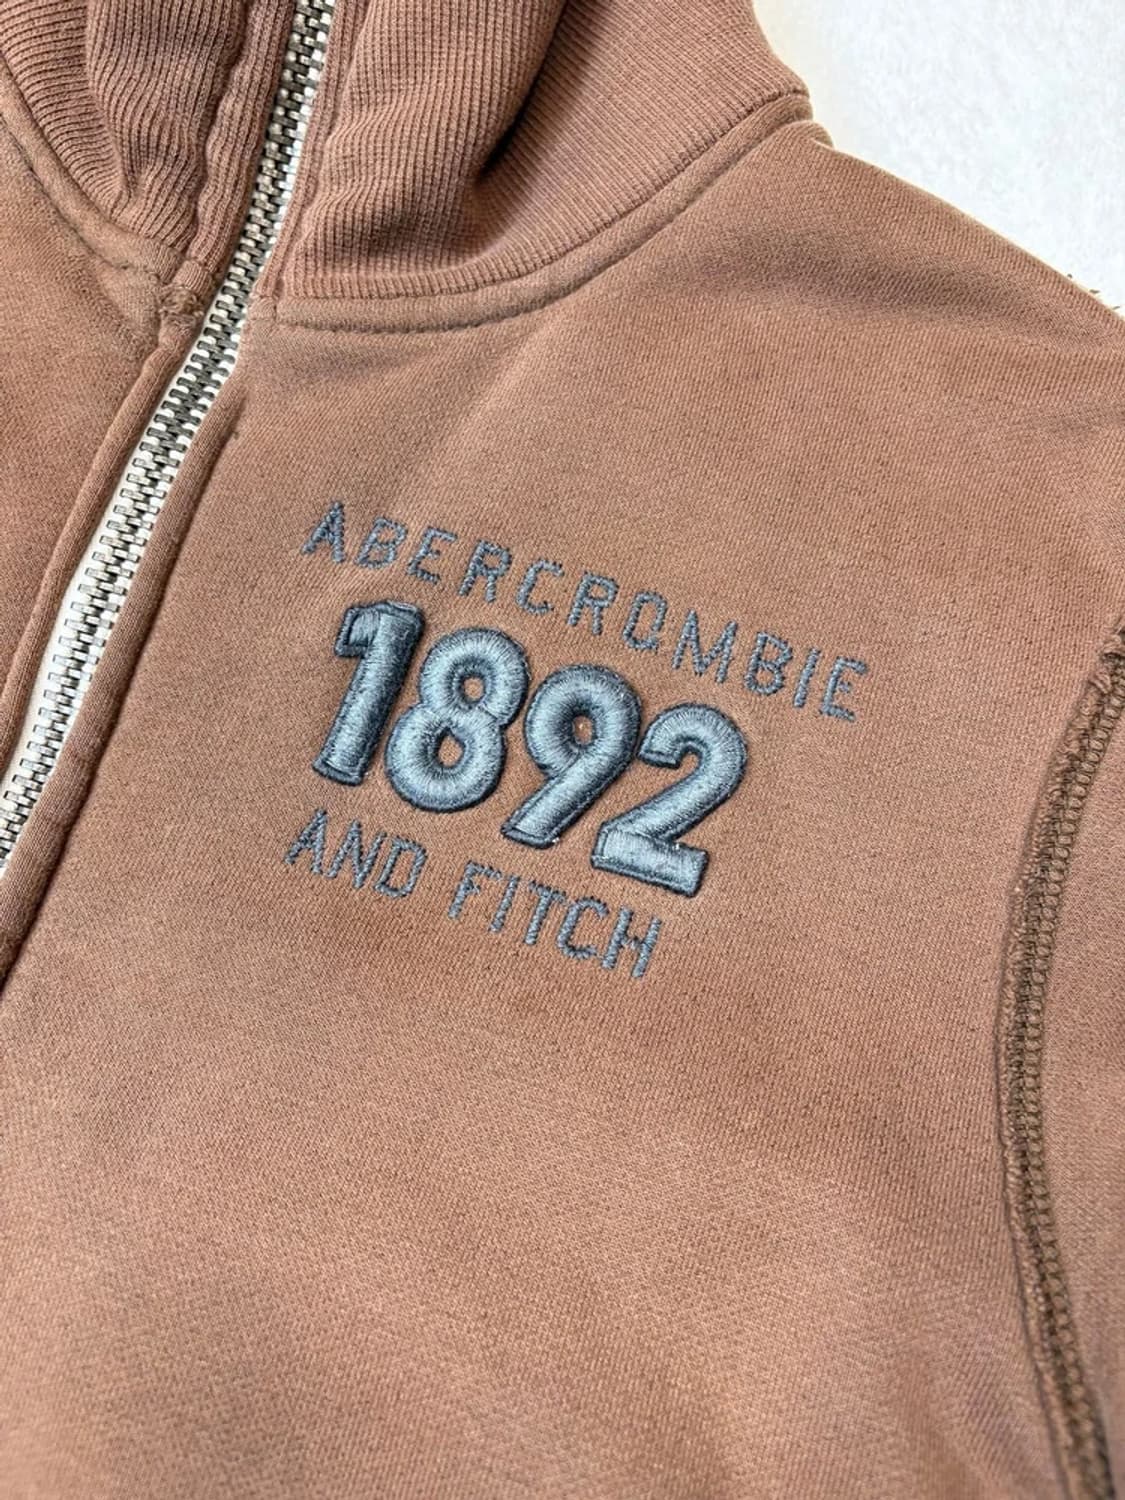 ABERCROMBIE
1892
AND FITCH